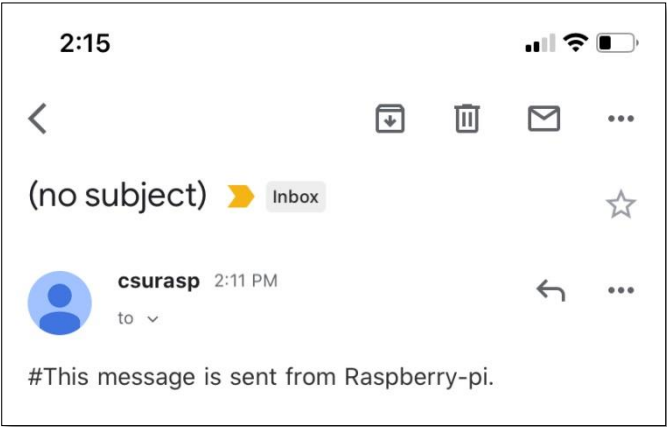 2:15
(no subject) Inbox
csurasp 2:11 PM
to
#This message is sent from Raspberry-pi.